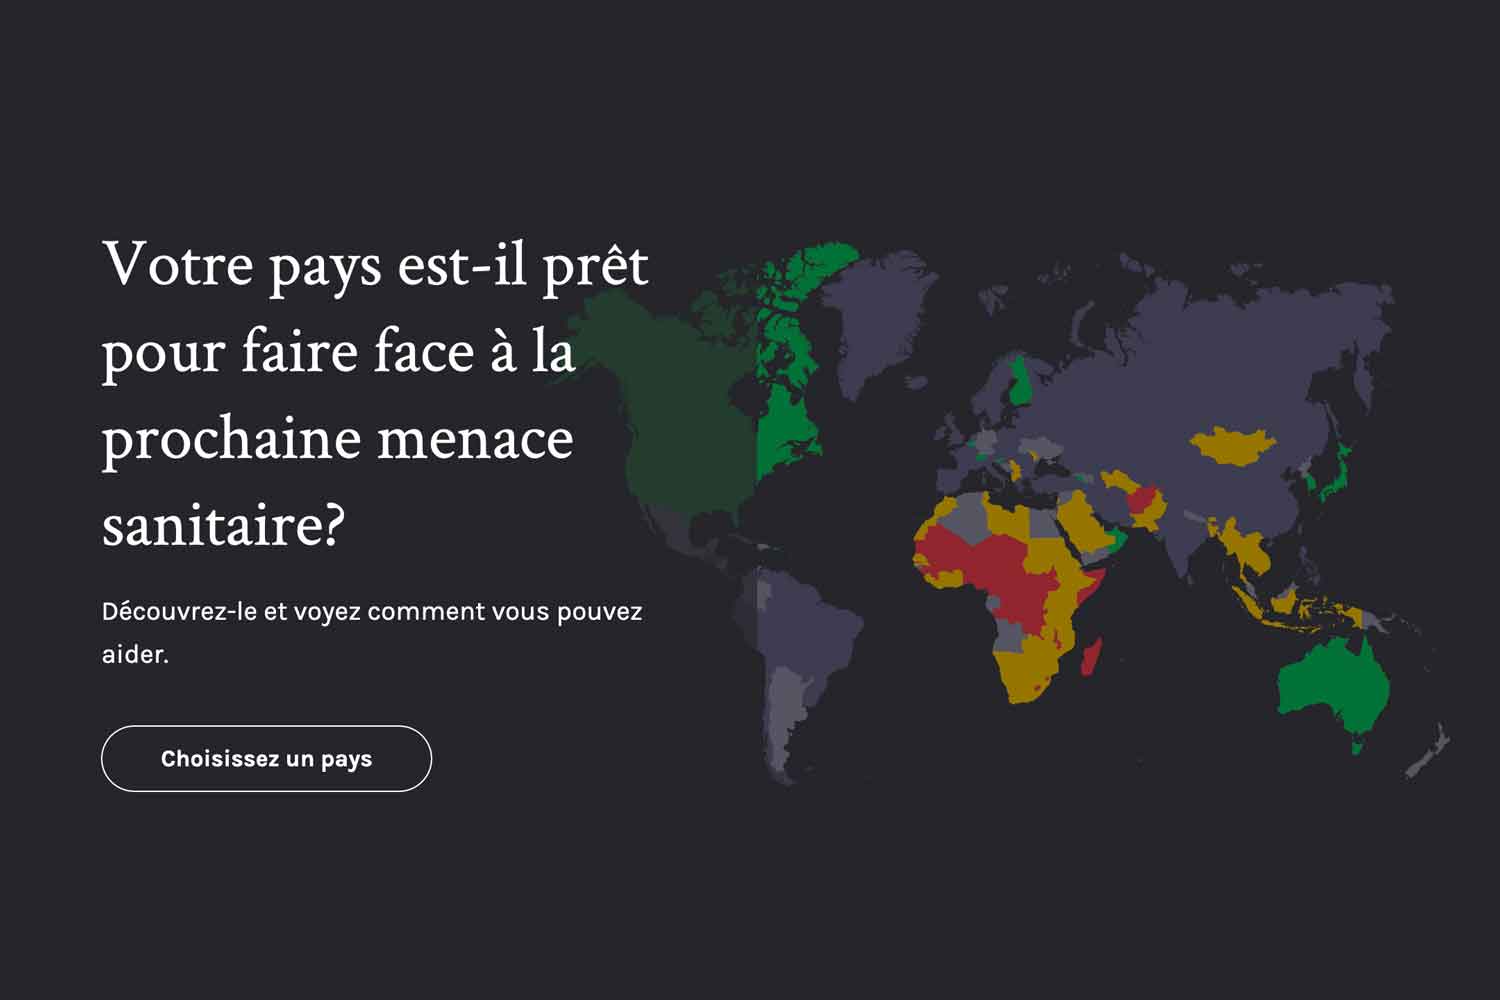 Votre pays est-il prêt
pour faire face à la
prochaine menace
sanitaire?
Découvrez-le et voyez comment vous pouvez
aider.
Choisissez un pays